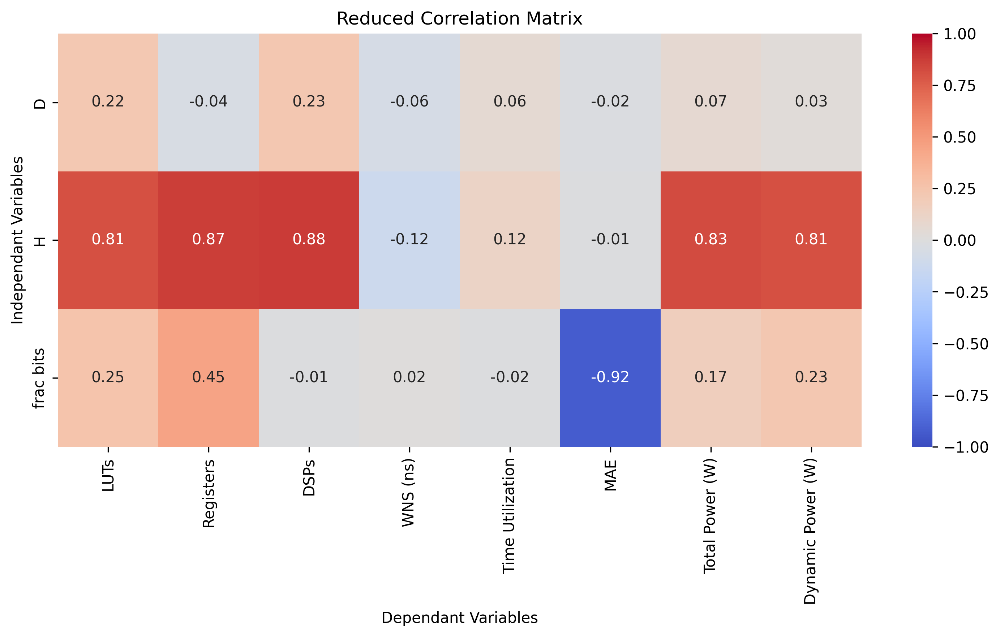 Reduced Correlation Matrix
Independant Variables
D
0.22 -0.04 0.23 -0.06 0.06 -0.02 0.07 0.03
H
0.81 0.87 0.88 -0.12 0.12 -0.01 0.83 0.81
frac bits
0.25 0.45 -0.01 0.02 -0.02 -0.92 0.17 0.23
LUTs
Registers
DSPs
WNS (ns)
Time Utilization
MAE
Total Power (W)
Dynamic Power (W)
Dependant Variables
1.00
0.75
0.50
0.25
0.00
−0.25
−0.50
−0.75
−1.00